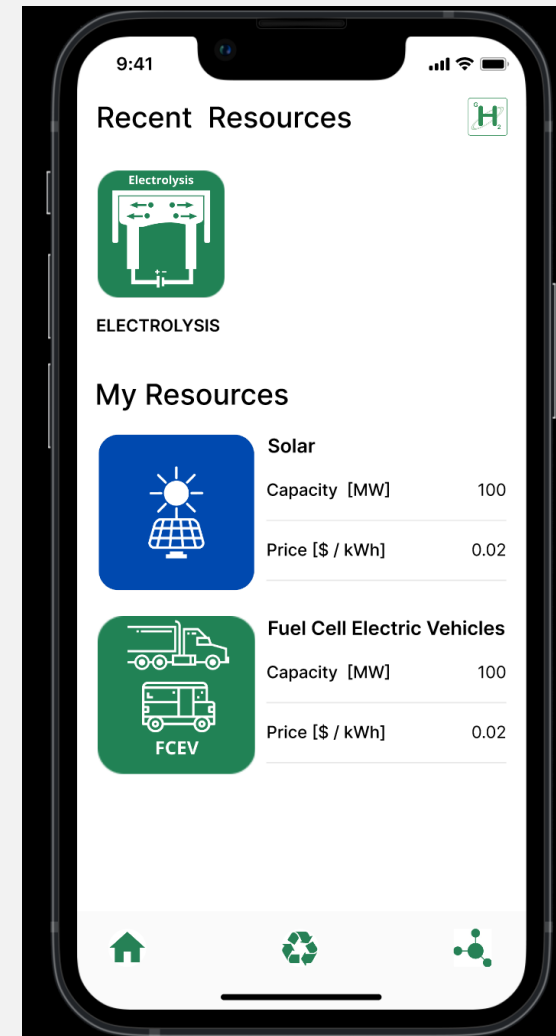 9:41
Recent Resources
H
2
Electrolysis
+ -
ELECTROLYSIS
My Resources
Solar
Capacity [MW] 100
Price [$ / kWh] 0.02
Fuel Cell Electric Vehicles
Capacity [MW] 100
Price [$ / kWh] 0.02
FCEV